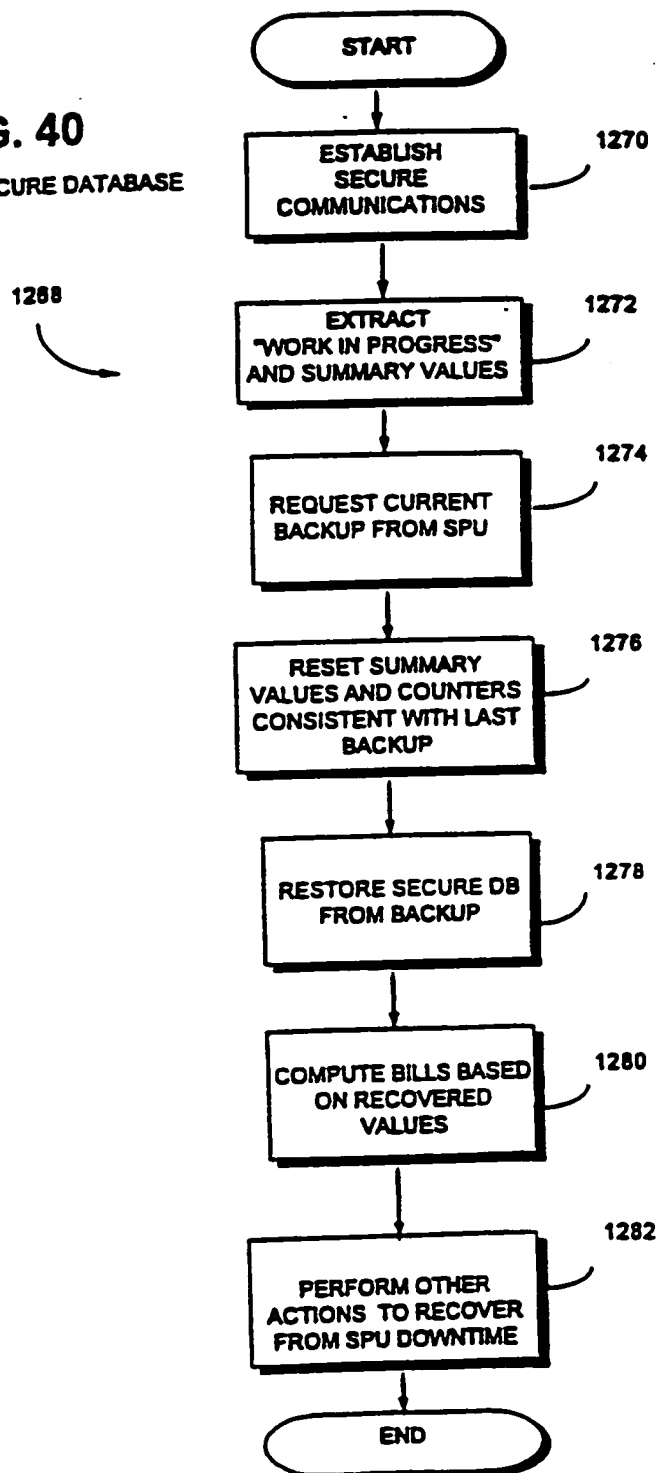 START
G. 40
CURE DATABASE
1268
ESTABLISH
SECURE
COMMUNICATIONS
1270
EXTRACT
"WORK IN PROGRESS"
AND SUMMARY VALUES
1272
REQUEST CURRENT
BACKUP FROM SPU
1274
RESET SUMMARY
VALUES AND COUNTERS
CONSISTENT WITH LAST
BACKUP
1276
RESTORE SECURE DB
FROM BACKUP
1278
COMPUTE BILLS BASED
ON RECOVERED
VALUES
1280
PERFORM OTHER
ACTIONS TO RECOVER
FROM SPU DOWNTIME
1282
END